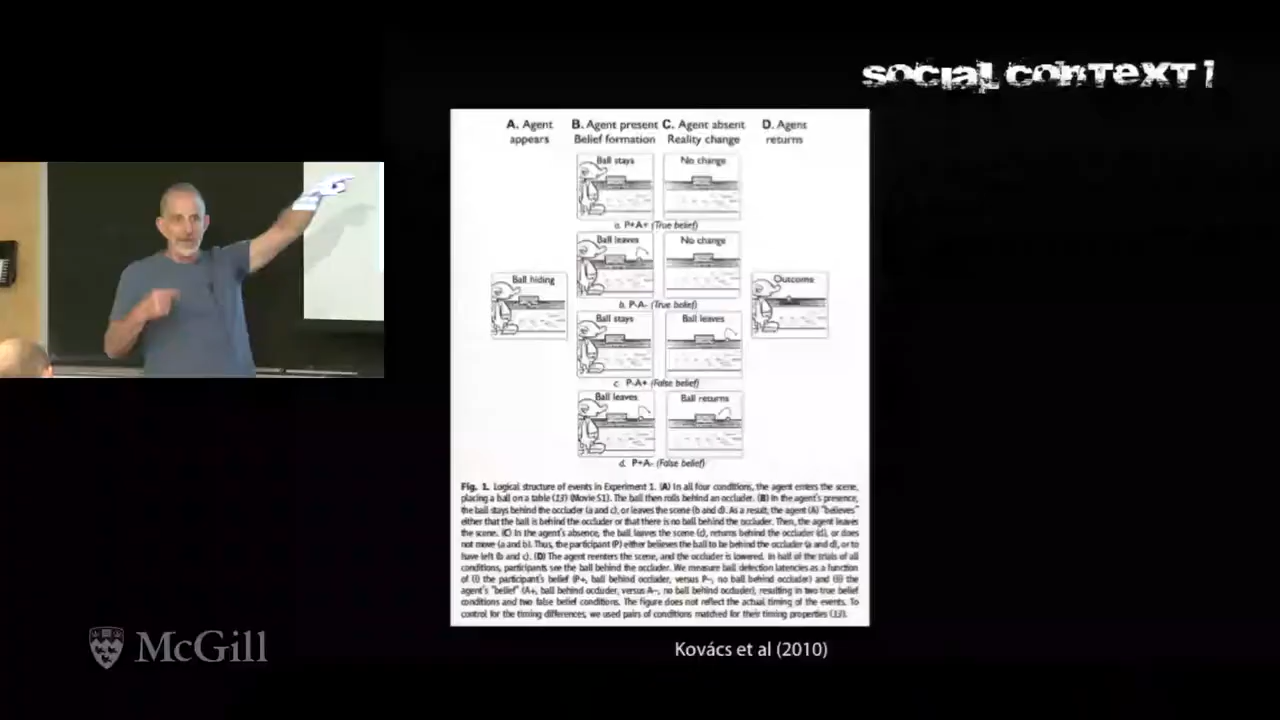 social context 1
A. Agent appears
B. Agent present Belief formation
C. Agent absent Reality change
D. Agent returns
Ball stays
No change
a. P+A+ (True belief)
Ball leaves
No change
b. P-A- (True belief)
Ball hiding
Outcome
Ball stays
Ball leaves
c. P-A+ (False belief)
Ball leaves
Ball returns
d. P+A- (False belief)
Fig. 1. Logical structure of events in Experiment 1. (A) In all four conditions, the agent enters the scene,
placing a ball on a table (13) (Movie S1). The ball then rolls behind an occluder. (B) In the agent's presence,
the ball stays behind the occluder (a and c), or leaves the scene (b and d). As a result, the agent (A) "believes"
either that the ball is behind the occluder or that there is no ball behind the occluder. Then, the agent leaves
the scene. (C) In the agent's absence, the ball leaves the scene (c), returns behind the occluder (d), or does
not move (a and b). Thus, the participant (P) either believes the ball to be behind the occluder (a and d), or to
have left (b and c). (D) The agent reenters the scene, and the occluder is lowered. In half of the trials of all
conditions, participants see the ball behind the occluder. We measure ball detection latencies as a function
of (i) the participant's belief (P+, ball behind occluder, versus P-, no ball behind occluder) and (ii) the
agent's "belief" (A+, ball behind occluder, versus A-, no ball behind occluder), resulting in two true belief
conditions and two false belief conditions. The figure does not reflect the actual timing of the events. To
control for the timing differences, we used pairs of conditions matched for their timing properties (13).
Kovács et al (2010)
McGill